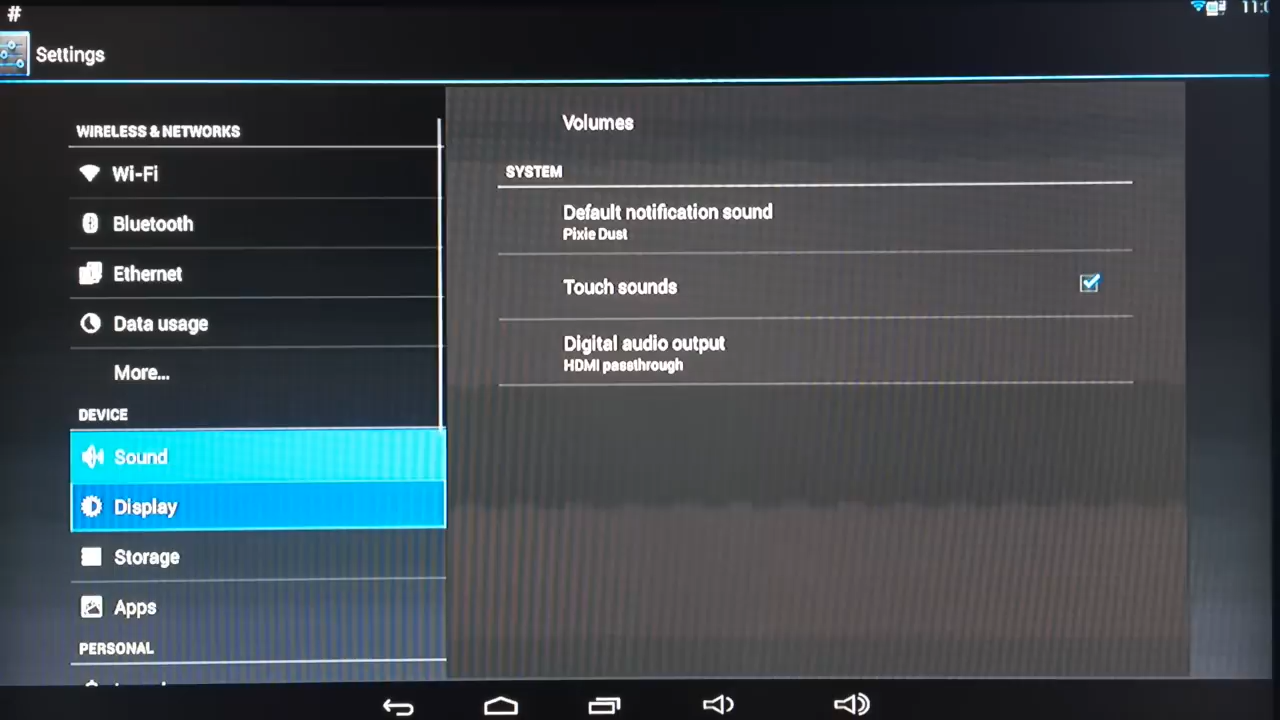 #
Settings
WIRELESS & NETWORKS
Wi-Fi
Bluetooth
Ethernet
Data usage
More...
DEVICE
Sound
Display
Storage
Apps
PERSONAL
Volumes
SYSTEM
Default notification sound
Pixie Dust
Touch sounds
Digital audio output
HDMI passthrough